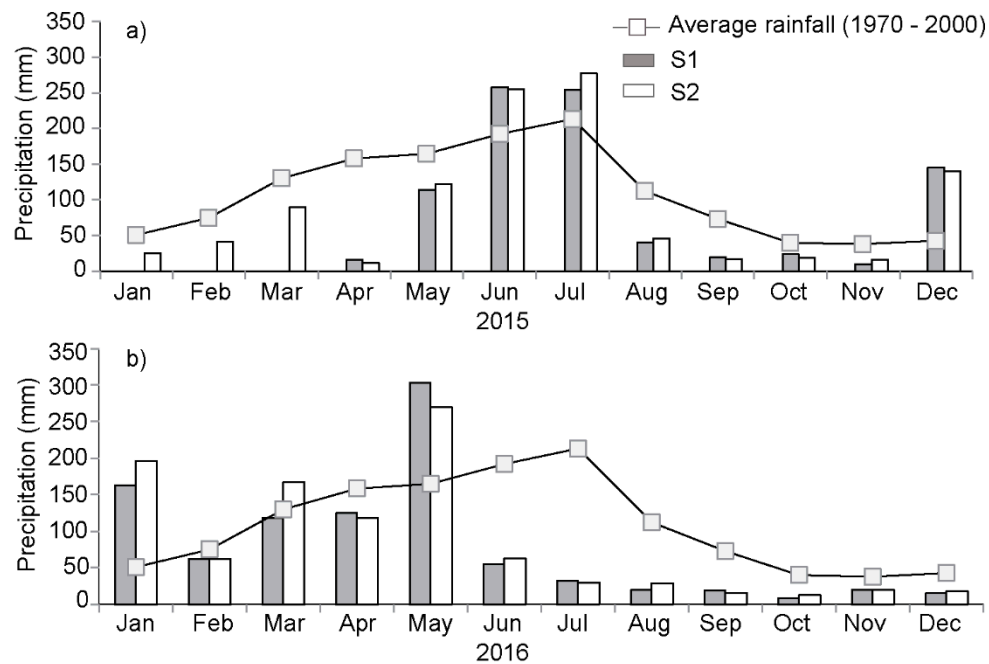 350
a)
Average rainfall (1970 - 2000)
300
S1
250
S2
200
150
100
50
0
Precipitation (mm)
Jan Feb Mar Apr May Jun Jul Aug Sep Oct Nov Dec
2015
350
b)
300
250
200
150
100
50
0
Precipitation (mm)
Jan Feb Mar Apr May Jun Jul Aug Sep Oct Nov Dec
2016